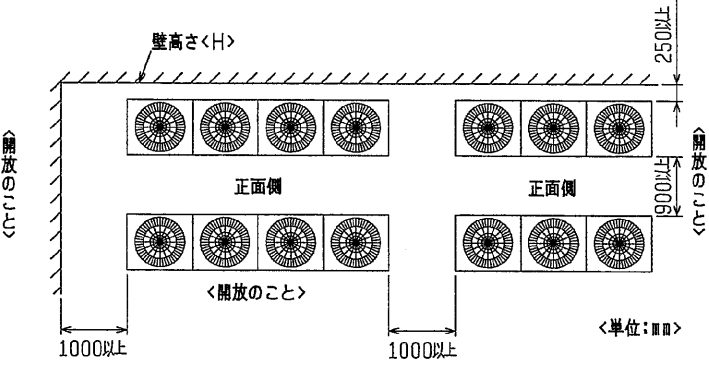 壁高さ<H>
250以上
<開放のこと>
正面側
正面側
900以上
<開放のこと>
<開放のこと>
<単位:mm>
1000以上
1000以上